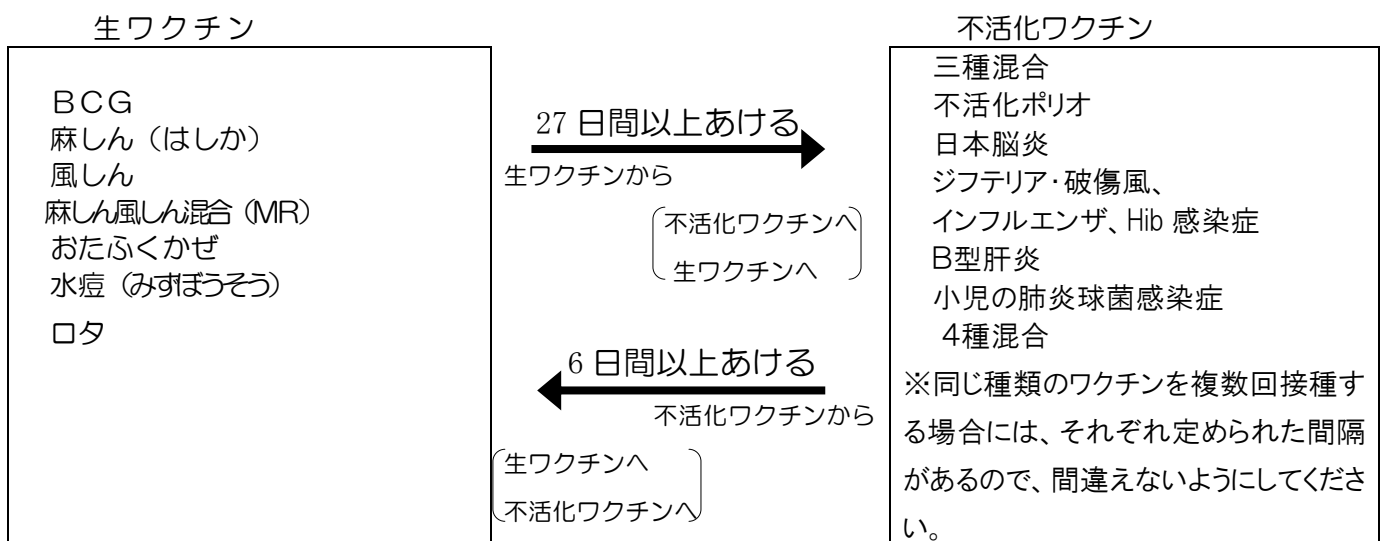 生ワクチン
BCG
麻しん（はしか）
風しん
麻しん風しん混合（MR）
おたふくかぜ
水痘（みずぼうそう）
ロタ
27日間以上あける
生ワクチンから
不活化ワクチンへ
生ワクチンへ
6日間以上あける
不活化ワクチンから
生ワクチンへ
不活化ワクチンへ
不活化ワクチン
三種混合
不活化ポリオ
日本脳炎
ジフテリア・破傷風、
インフルエンザ、Hib 感染症
B型肝炎
小児の肺炎球菌感染症
4種混合
※同じ種類のワクチンを複数回接種す
る場合には、それぞれ定められた間隔
があるので、間違えないようにしてくださ
い。